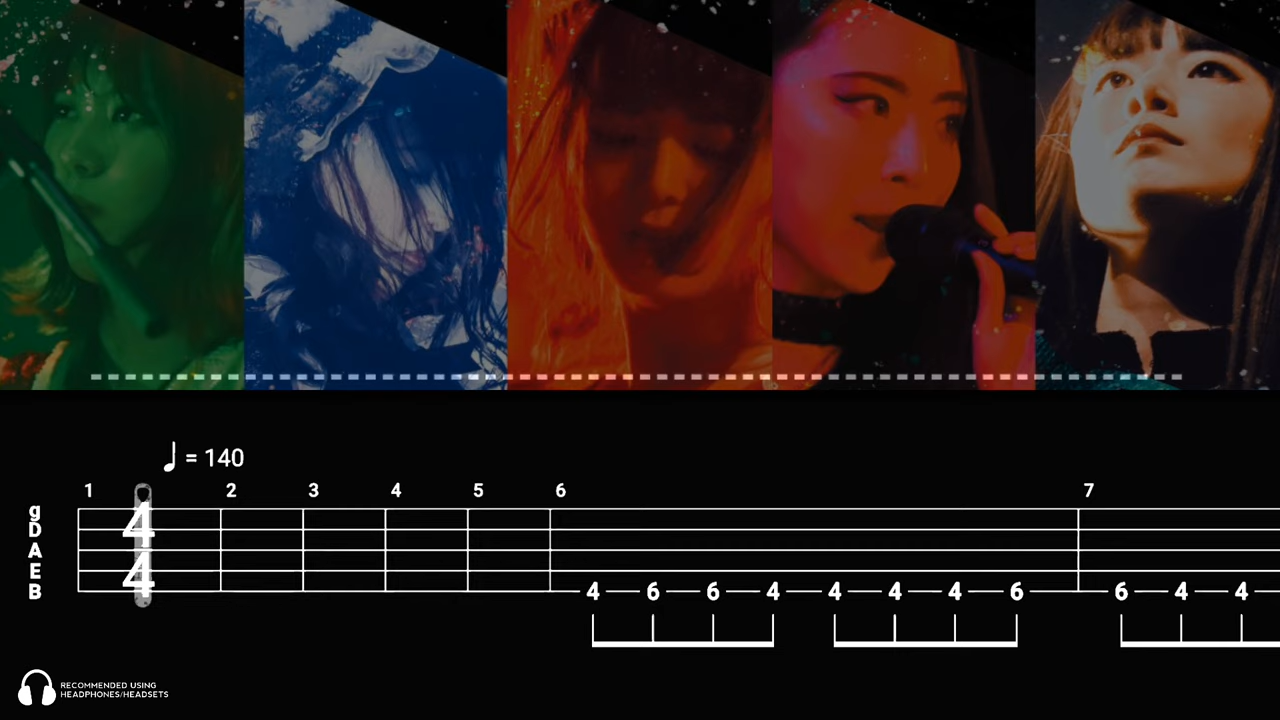 ♩ = 140
1 2 3 4 5 6 7
g
D
A
E
B
4
4
4 6 6 4 4 4 4 6 6 4 4
RECOMMENDED USING
HEADPHONES/HEADSETS